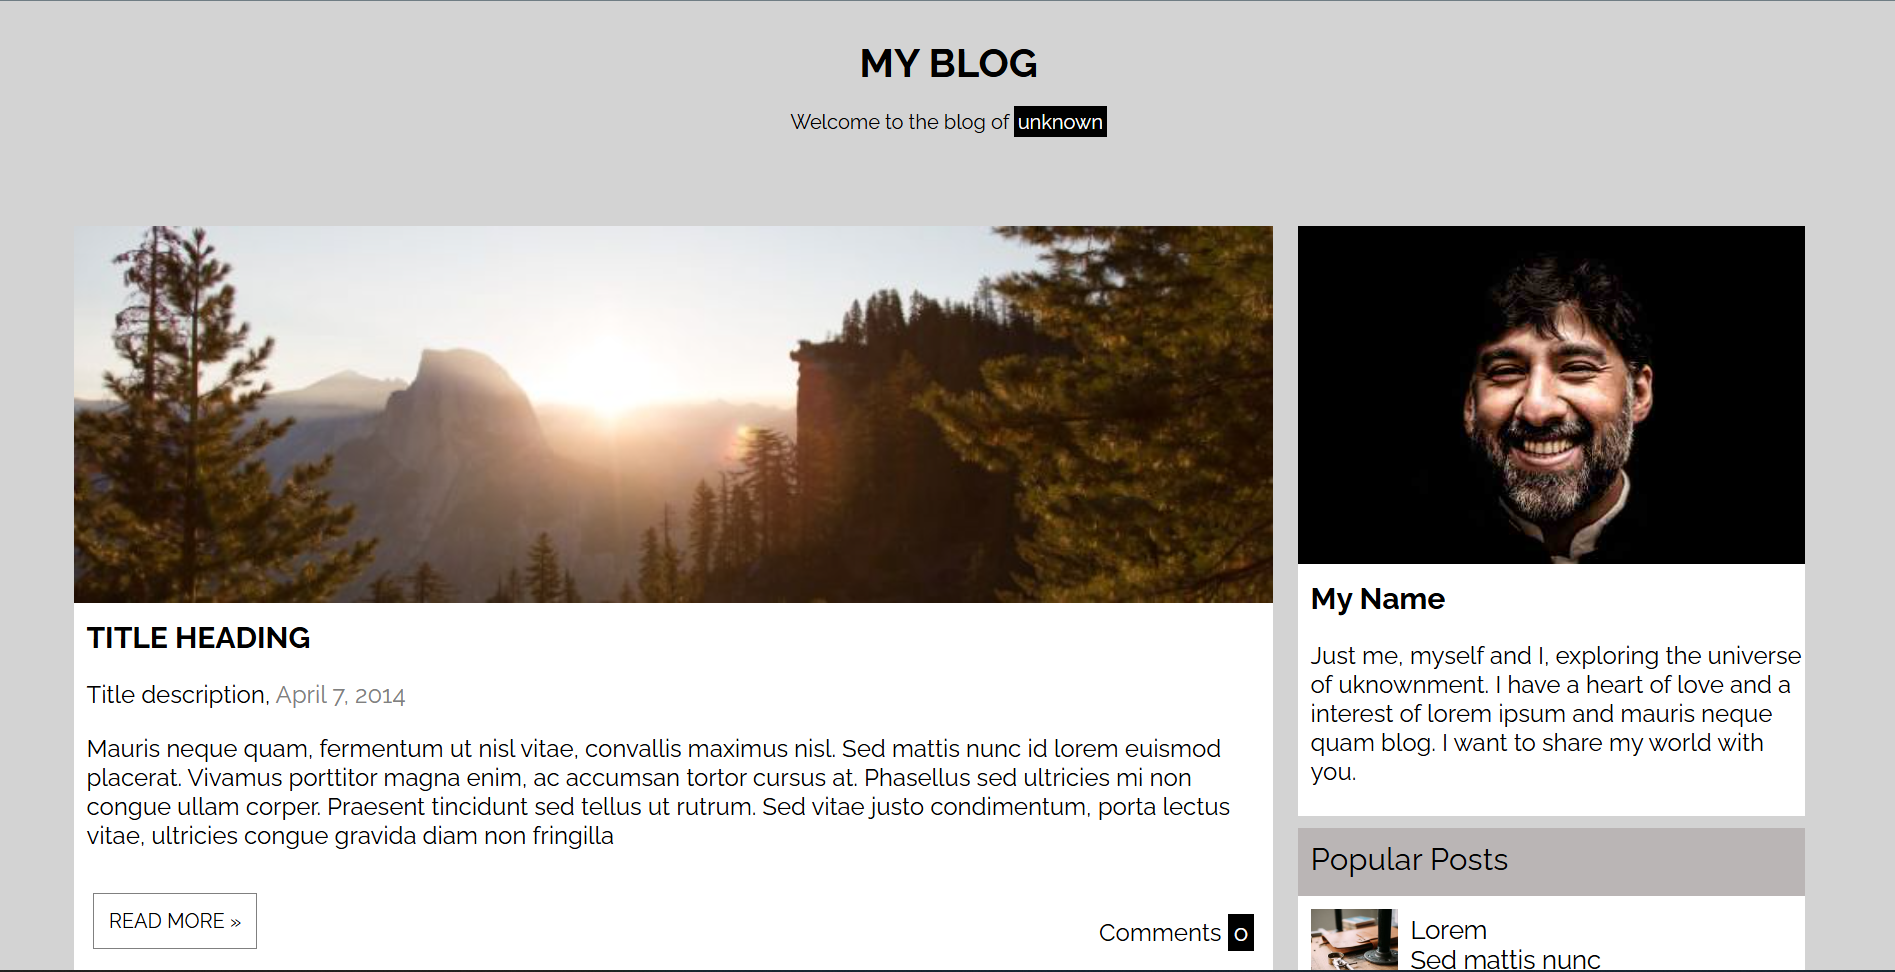 MY BLOG
Welcome to the blog of unknown
TITLE HEADING
Title description, April 7, 2014
Mauris neque quam, fermentum ut nisl vitae, convallis maximus nisl. Sed mattis nunc id lorem euismod
placerat. Vivamus porttitor magna enim, ac accumsan tortor cursus at. Phasellus sed ultricies mi non
congue ullam corper. Praesent tincidunt sed tellus ut rutrum. Sed vitae justo condimentum, porta lectus
vitae, ultricies congue gravida diam non fringilla
READ MORE »
Comments 0
My Name
Just me, myself and I, exploring the universe
of uknownment. I have a heart of love and a
interest of lorem ipsum and mauris neque
quam blog. I want to share my world with
you.
Popular Posts
Lorem
Sed mattis nunc